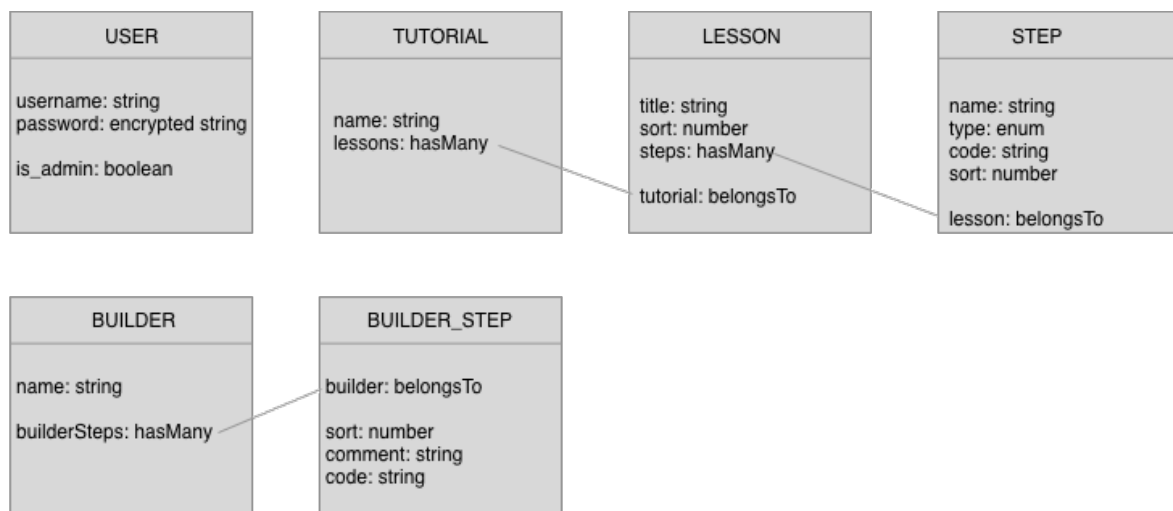 USER
username: string
password: encrypted string
is_admin: boolean
TUTORIAL
name: string
lessons: hasMany
LESSON
title: string
sort: number
steps: hasMany
tutorial: belongsTo
STEP
name: string
type: enum
code: string
sort: number
lesson: belongsTo
BUILDER
name: string
builderSteps: hasMany
BUILDER_STEP
builder: belongsTo
sort: number
comment: string
code: string